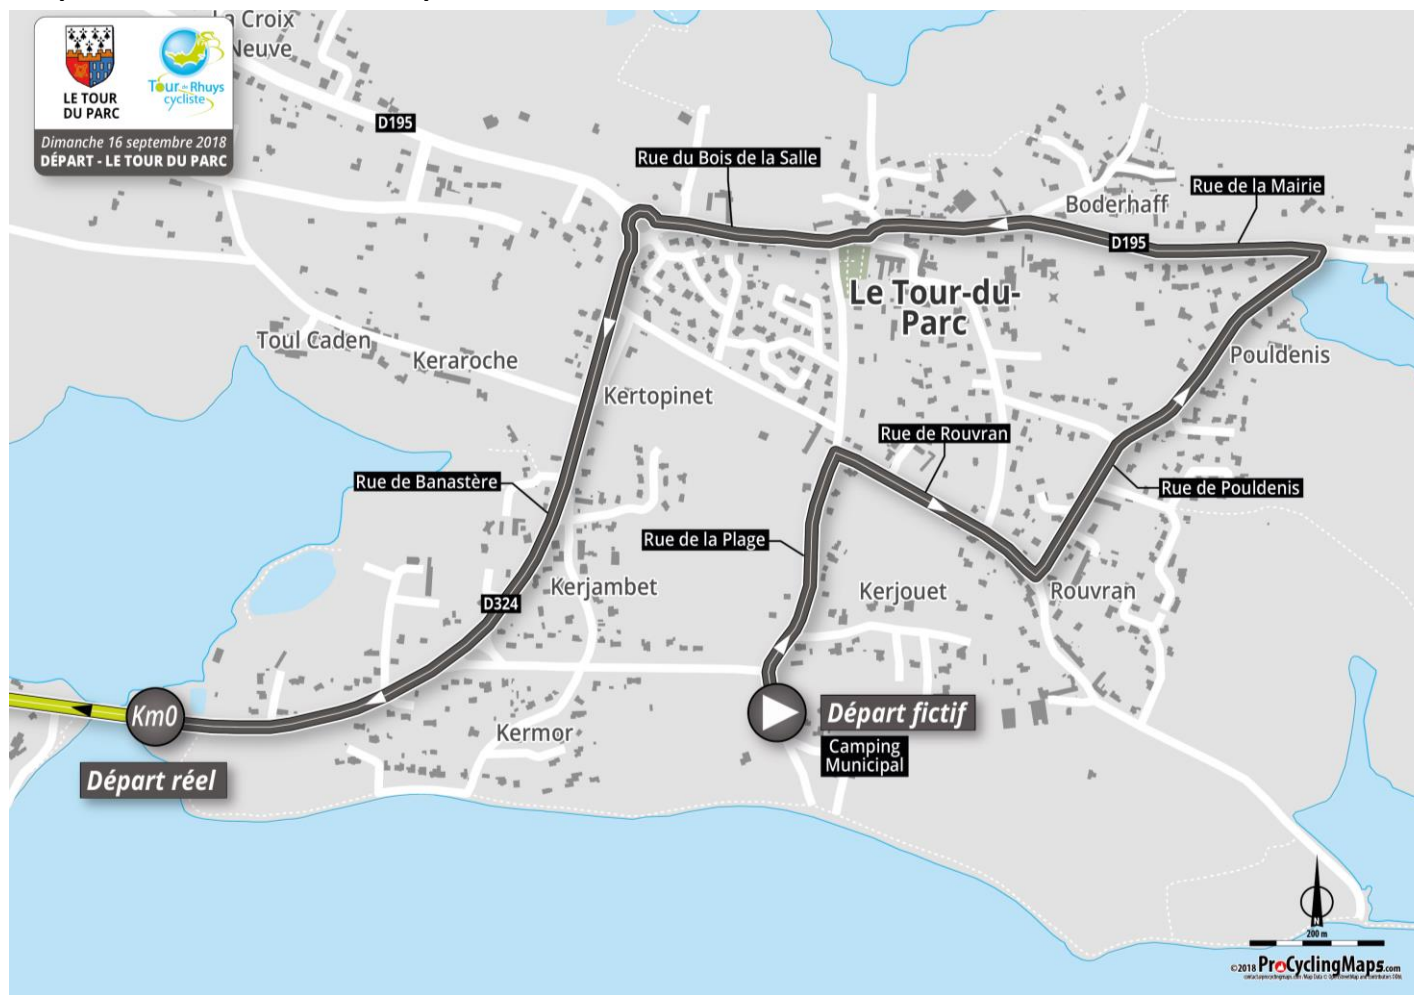 La Croix
Neuve
LE TOUR
DU PARC
Tour de Rhuys
cycliste
Dimanche 16 septembre 2018
DÉPART - LE TOUR DU PARC
D195
Rue du Bois de la Salle
Rue de la Mairie
Boderhaff
D195
Le Tour-du-
Parc
Toul Caden
Keraroche
Pouldenis
Kertopinet
Rue de Rouvran
Rue de Banastère
Rue de Pouldenis
Rue de la Plage
Kerjambet
Kerjouet
Rouvran
D324
Km0
Départ fictif
Kermor
Camping
Municipal
Départ réel
N
200 m
©2018 ProCyclingMaps.com